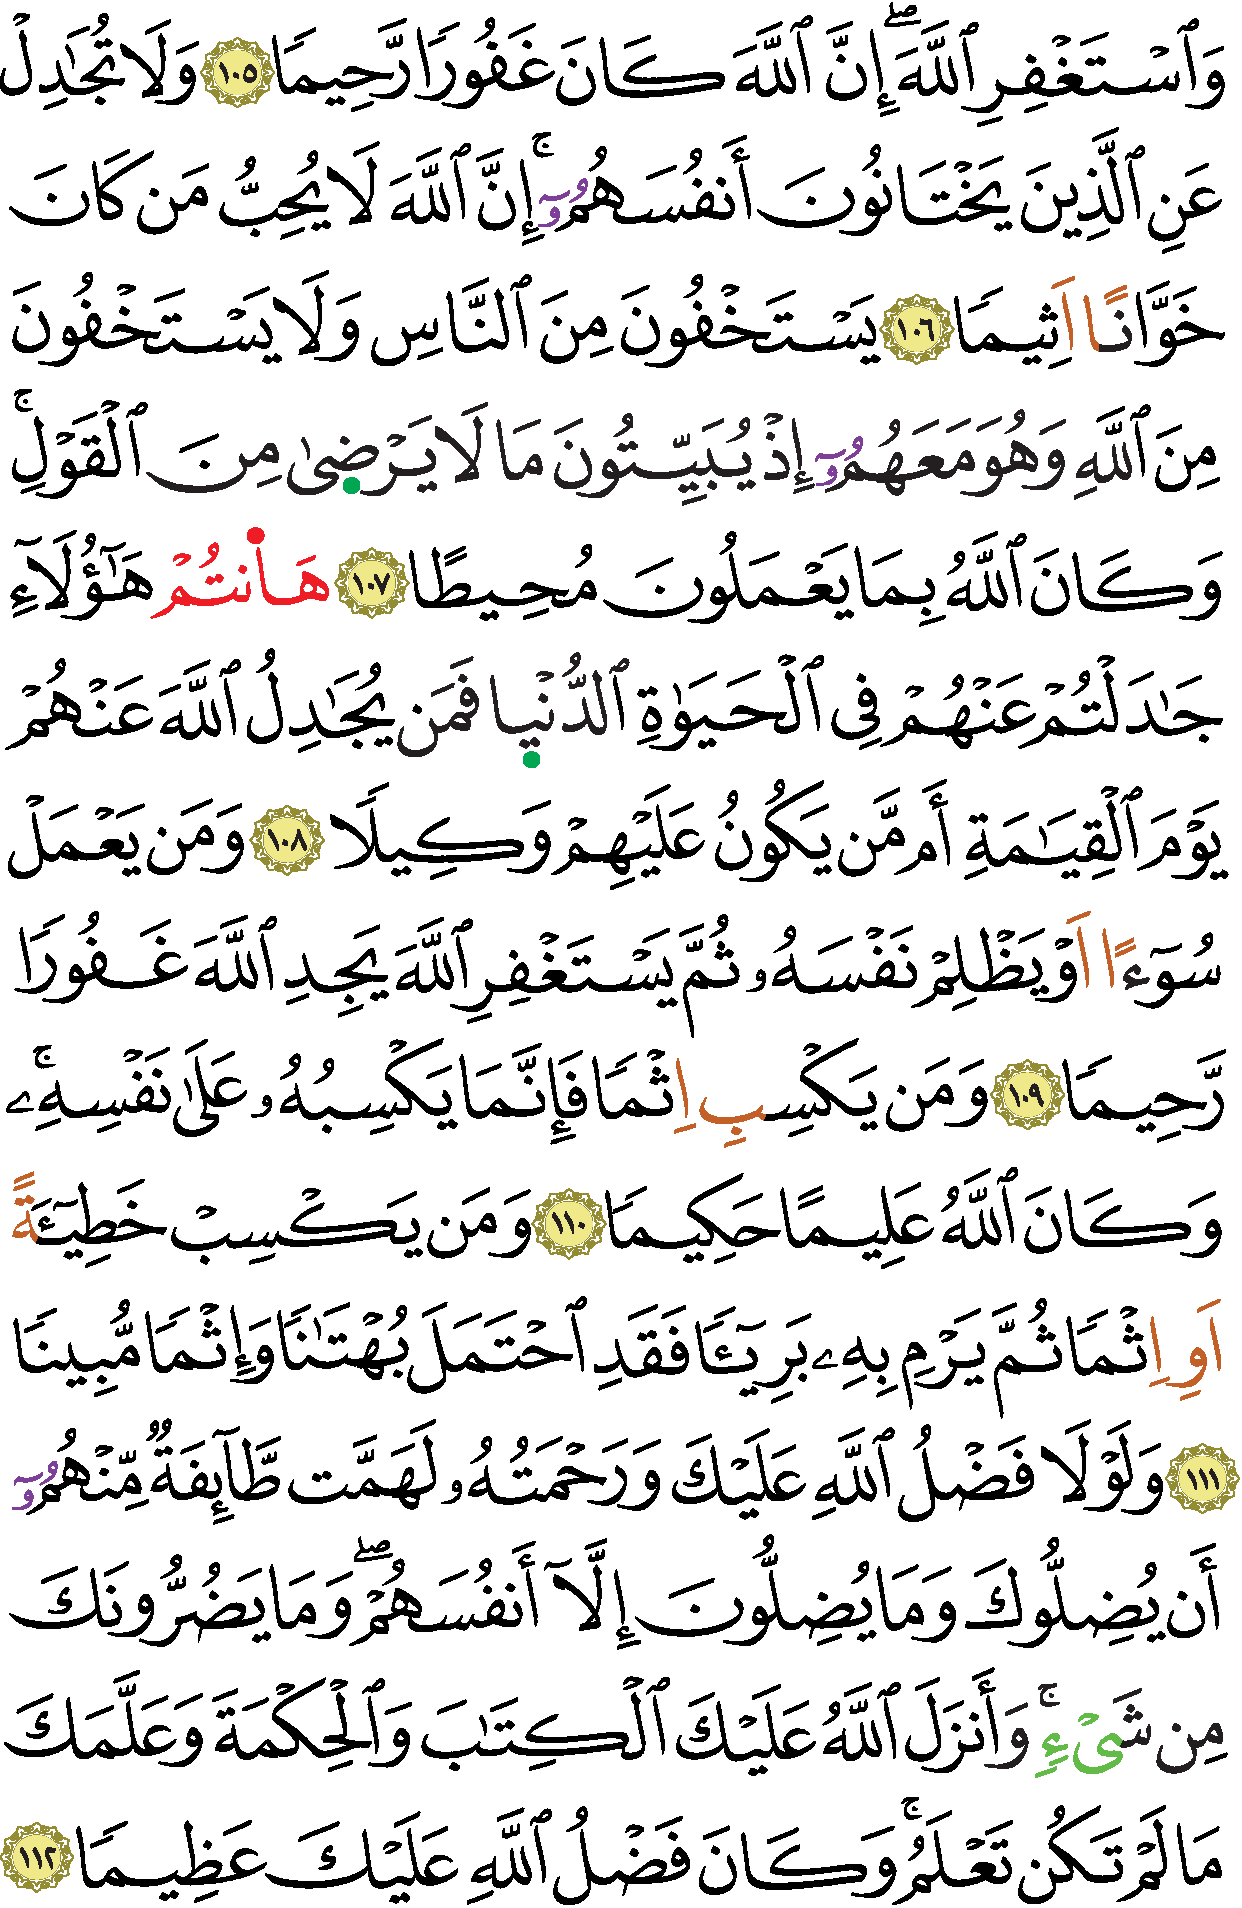 وَٱسۡتَغۡفِرِ ٱللَّهَۖ إِنَّ ٱللَّهَ كَانَ غَفُورًا رَّحِيمًا ١٠٥ وَلَا تُجَٰدِلۡ
عَنِ ٱلَّذِينَ يَخۡتَانُونَ أَنفُسَهُمُۥٓۚ إِنَّ ٱللَّهَ لَا يُحِبُّ مَن كَانَ
خَوَّانًا اَثِيمًا ١٠٦ يَسۡتَخۡفُونَ مِنَ ٱلنَّاسِ وَلَا يَسۡتَخۡفُونَ
مِنَ ٱللَّهِ وَهُوَ مَعَهُمُۥٓ إِذۡ يُبَيِّتُونَ مَا لَا يَرۡضىٰ مِنَ ٱلۡقَوۡلِۚ
وَكَانَ ٱللَّهُ بِمَا يَعۡمَلُونَ مُحِيطًا ١٠٧ هَاٰنتُمۡ هَٰٓؤُلَآءِ
جَٰدَلۡتُمۡ عَنۡهُمۡ فِي ٱلۡحَيَوٰةِ ٱلدُّنۡيا فَمَن يُجَٰدِلُ ٱللَّهَ عَنۡهُمۡ
يَوۡمَ ٱلۡقِيَٰمَةِ أَم مَّن يَكُونُ عَلَيۡهِمۡ وَكِيلًا ١٠٨ وَمَن يَعۡمَلۡ
سُوٓءًا اَوۡ يَظۡلِمۡ نَفۡسَهُۥ ثُمَّ يَسۡتَغۡفِرِ ٱللَّهَ يَجِدِ ٱللَّهَ غَفُورًا
رَّحِيمًا ١٠٩ وَمَن يَكۡسِبِ اِثۡمًا فَإِنَّمَا يَكۡسِبُهُۥ عَلَىٰ نَفۡسِهِۦۚ
وَكَانَ ٱللَّهُ عَلِيمًا حَكِيمًا ١١٠ وَمَن يَكۡسِبۡ خَطِيٓـَٔةً
اَوِ اِثۡمًا ثُمَّ يَرۡمِ بِهِۦ بَرِيٓـًٔا فَقَدِ ٱحۡتَمَلَ بُهۡتَٰنًا وَإِثۡمًا مُّبِينًا
١١١ وَلَوۡلَا فَضۡلُ ٱللَّهِ عَلَيۡكَ وَرَحۡمَتُهُۥ لَهَمَّت طَّآئِفَةٌ مِّنۡهُمُۥٓ
أَن يُضِلُّوكَ وَمَا يُضِلُّونَ إِلَّآ أَنفُسَهُمۡۖ وَمَا يَضُرُّونَكَ
مِن شَيۡءٍۚ وَأَنزَلَ ٱللَّهُ عَلَيۡكَ ٱلۡكِتَٰبَ وَٱلۡحِكۡمَةَ وَعَلَّمَكَ
مَا لَمۡ تَكُن تَعۡلَمُۚ وَكَانَ فَضۡلُ ٱللَّهِ عَلَيۡكَ عَظِيمًا ١١٢